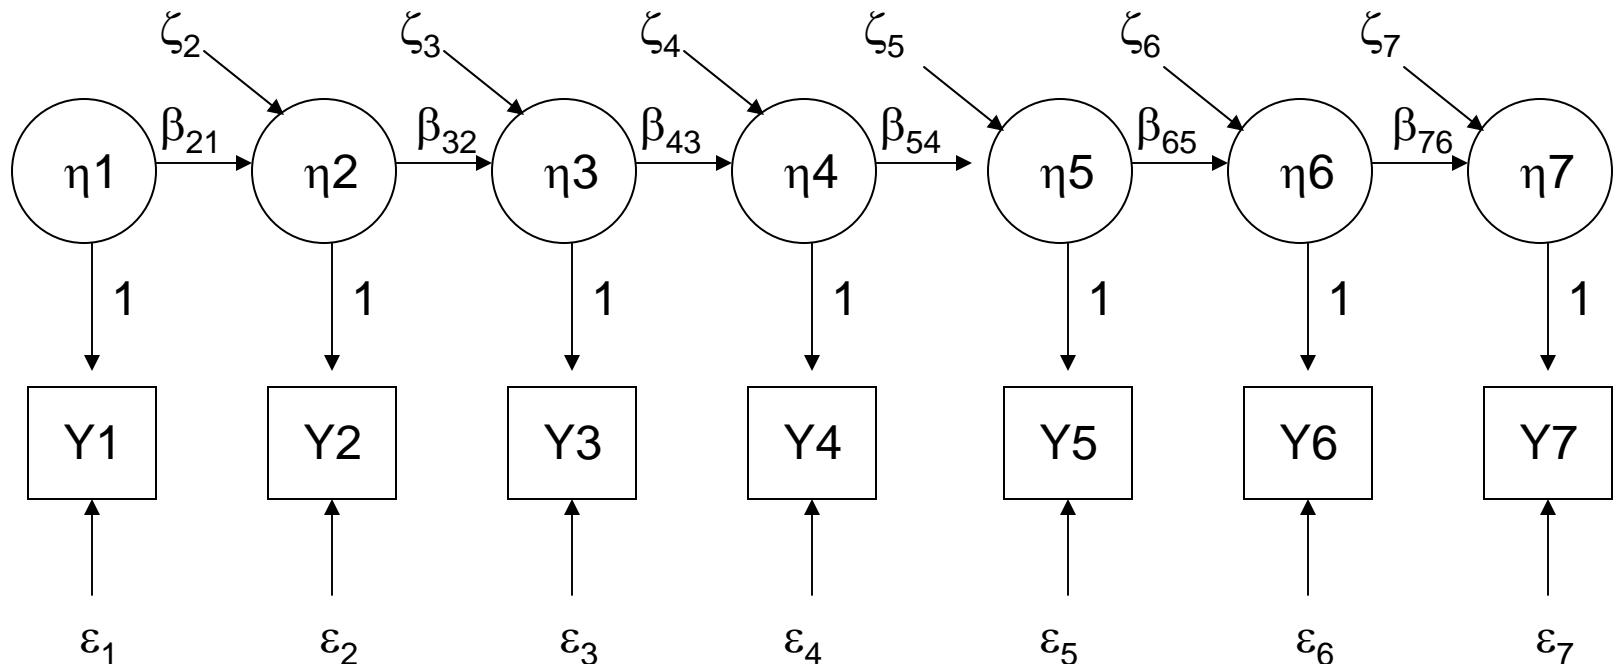 ζ₂ ζ₃ ζ₄ ζ₅ ζ₆ ζ₇
β₂₁ β₃₂ β₄₃ β₅₄ β₆₅ β₇₆
η1 η2 η3 η4 η5 η6 η7
1 1 1 1 1 1 1
Y1 Y2 Y3 Y4 Y5 Y6 Y7
ε₁ ε₂ ε₃ ε₄ ε₅ ε₆ ε₇